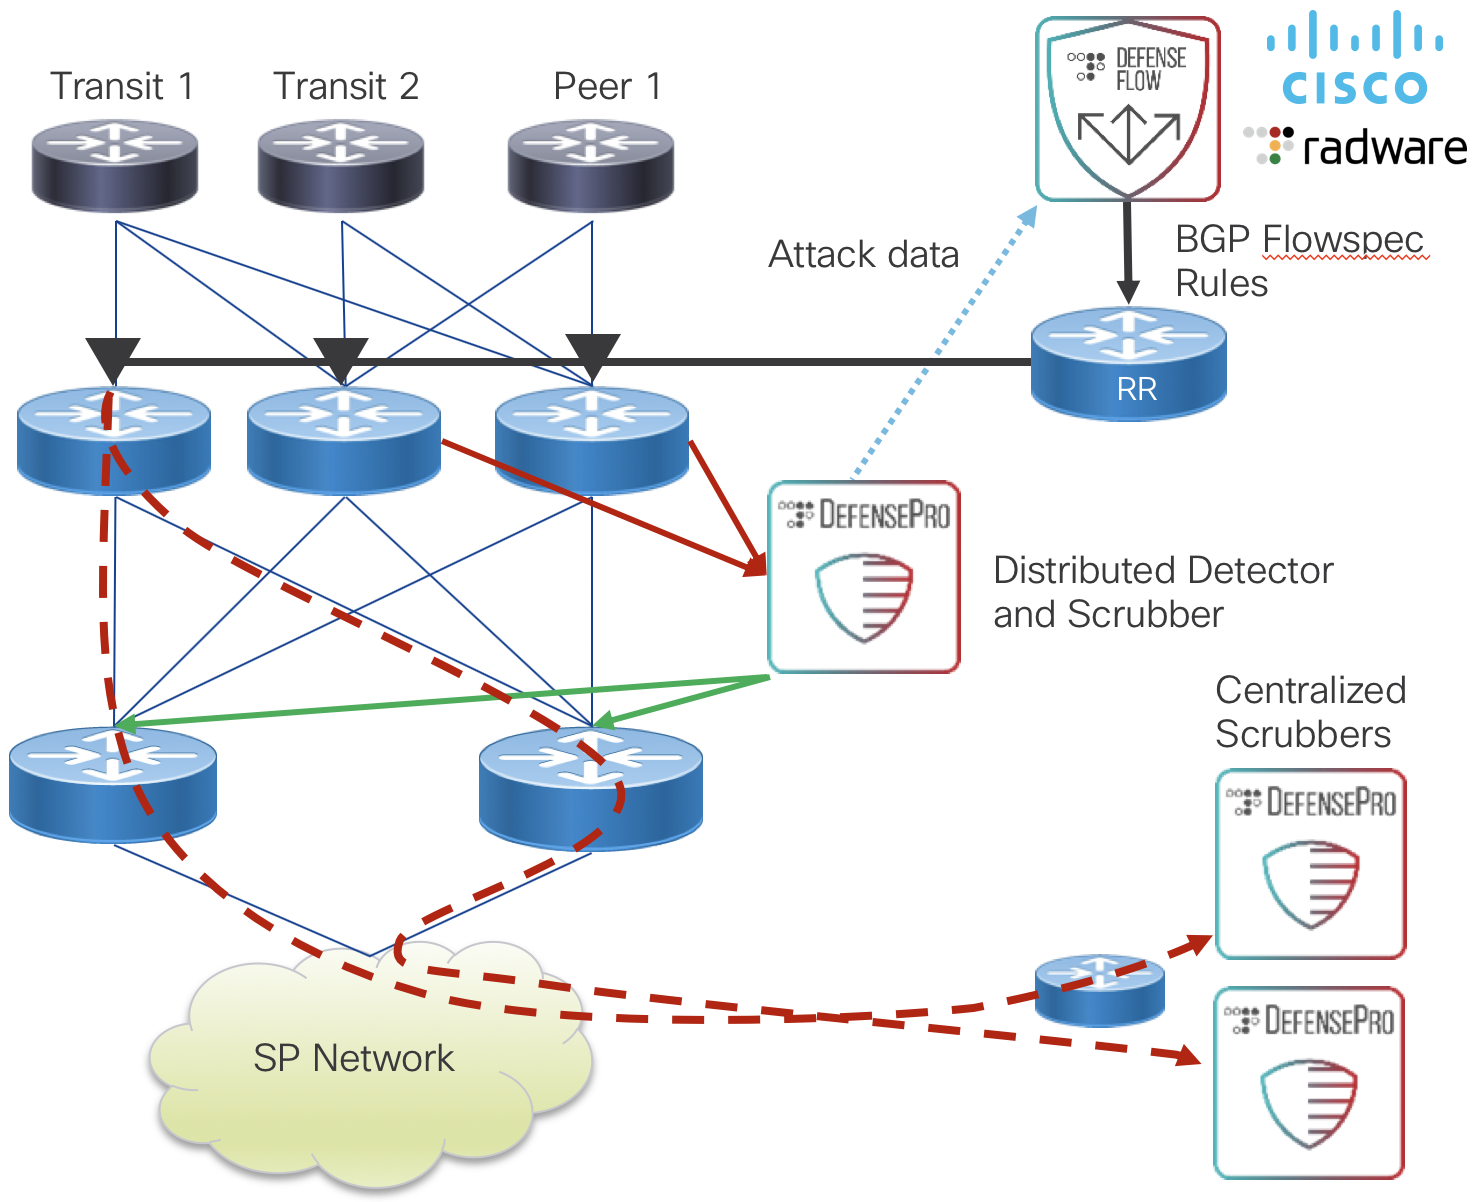 Transit 1
Transit 2
Peer 1
DEFENSE
FLOW
CISCO
radware
Attack data
BGP Flowspec
Rules
RR
DEFENSEPRO
Distributed Detector
and Scrubber
Centralized
Scrubbers
DEFENSEPRO
DEFENSEPRO
SP Network